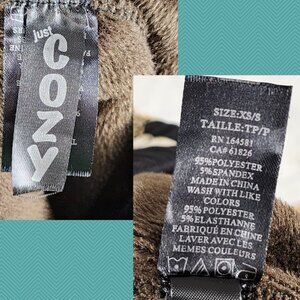 just
Cozy
SIZE:XS/S
TAILLE:TP/P
RN 164581
CA# 61826
95%POLYESTER
5%SPANDEX
MADE IN CHINA
WASH WITH LIKE
COLORS
95%POLYESTER
5%ELASTHANNE
FABRIQUÉ EN CHINE
LAVER AVEC LES
MEMES COULEURS